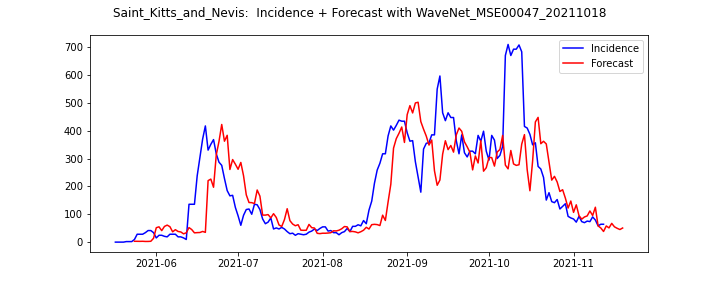 Saint_Kitts_and_Nevis:  Incidence + Forecast with WaveNet_MSE00047_20211018
Incidence
Forecast
700
600
500
400
300
200
100
0
2021-06 2021-07 2021-08 2021-09 2021-10 2021-11